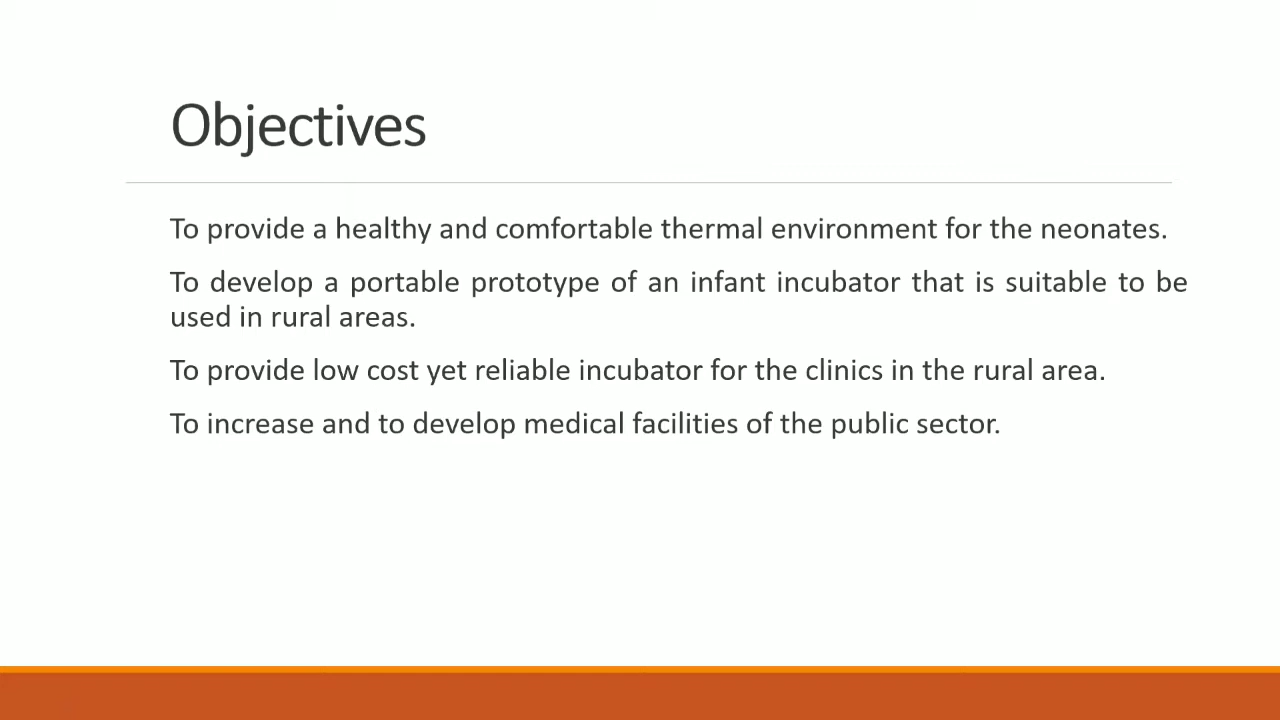 Objectives
To provide a healthy and comfortable thermal environment for the neonates.
To develop a portable prototype of an infant incubator that is suitable to be
used in rural areas.
To provide low cost yet reliable incubator for the clinics in the rural area.
To increase and to develop medical facilities of the public sector.